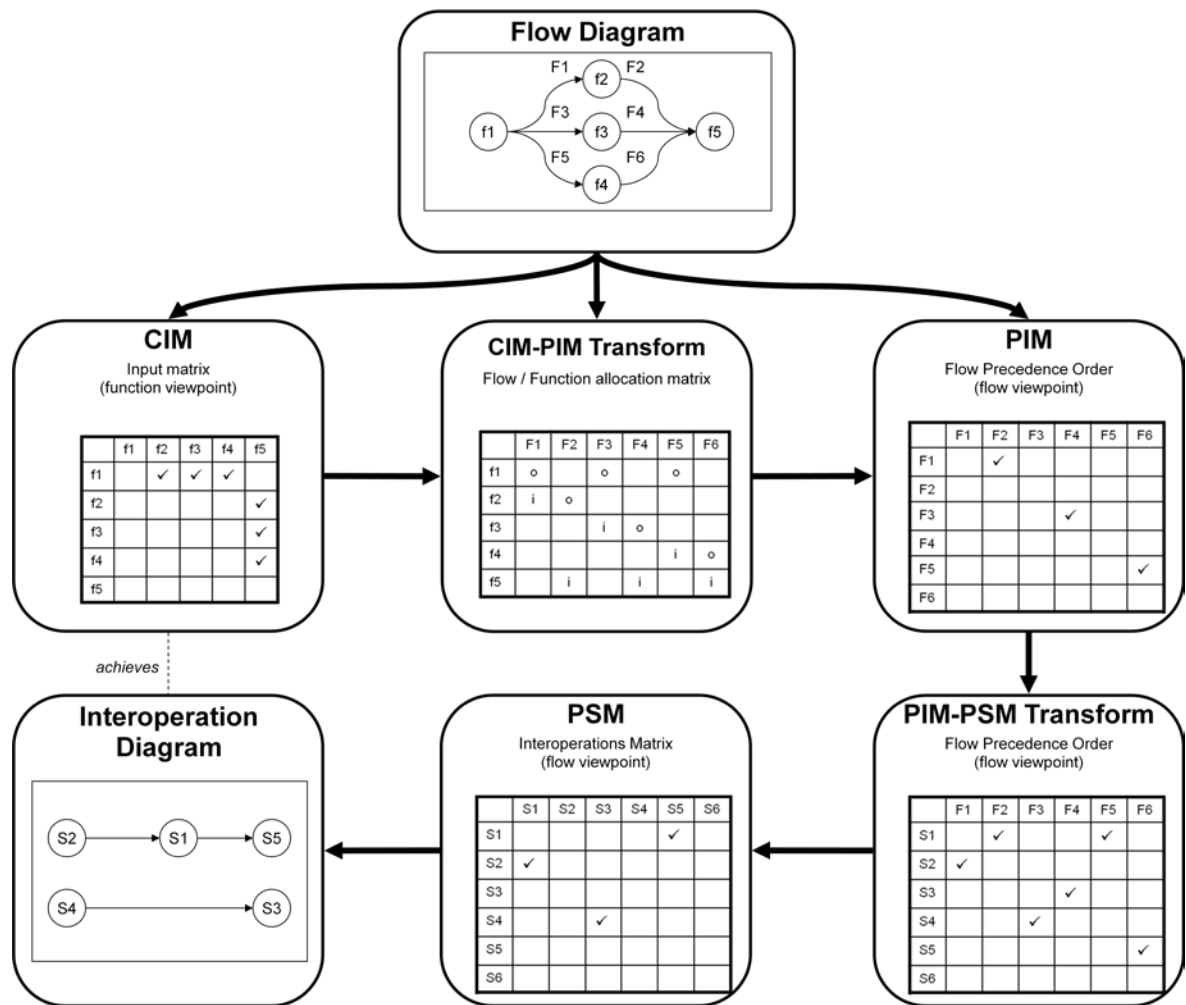 Flow Diagram
F1 F2
f2
F3 F4
f1 f3 f5
F5 F6
f4
CIM
Input matrix
(function viewpoint)
f1 f2 f3 f4 f5
f1 ✓ ✓ ✓
f2 ✓
f3 ✓
f4 ✓
f5
CIM-PIM Transform
Flow / Function allocation matrix
F1 F2 F3 F4 F5 F6
f1 o o o
f2 i o
f3 i o
f4 i o
f5 i i i
PIM
Flow Precedence Order
(flow viewpoint)
F1 F2 F3 F4 F5 F6
F1 ✓
F2
F3 ✓
F4
F5 ✓
F6
achieves
Interoperation
Diagram
S2 S1 S5
S4 S3
PSM
Interoperations Matrix
(flow viewpoint)
S1 S2 S3 S4 S5 S6
S1 ✓
S2 ✓
S3
S4 ✓
S5
S6
PIM-PSM Transform
Flow Precedence Order
(flow viewpoint)
F1 F2 F3 F4 F5 F6
S1 ✓ ✓
S2 ✓
S3 ✓
S4 ✓
S5 ✓
S6